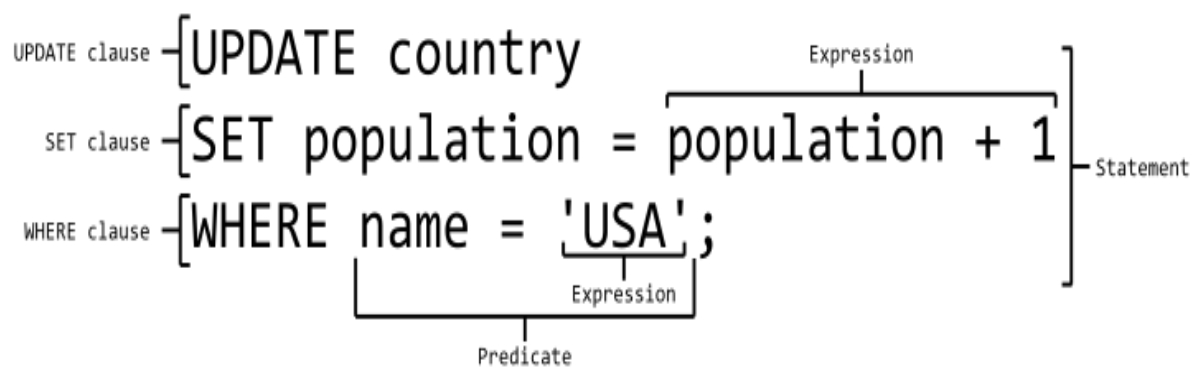 UPDATE clause UPDATE country
Expression
SET clause SET population = population + 1
Statement
WHERE clause WHERE name = 'USA';
Expression
Predicate